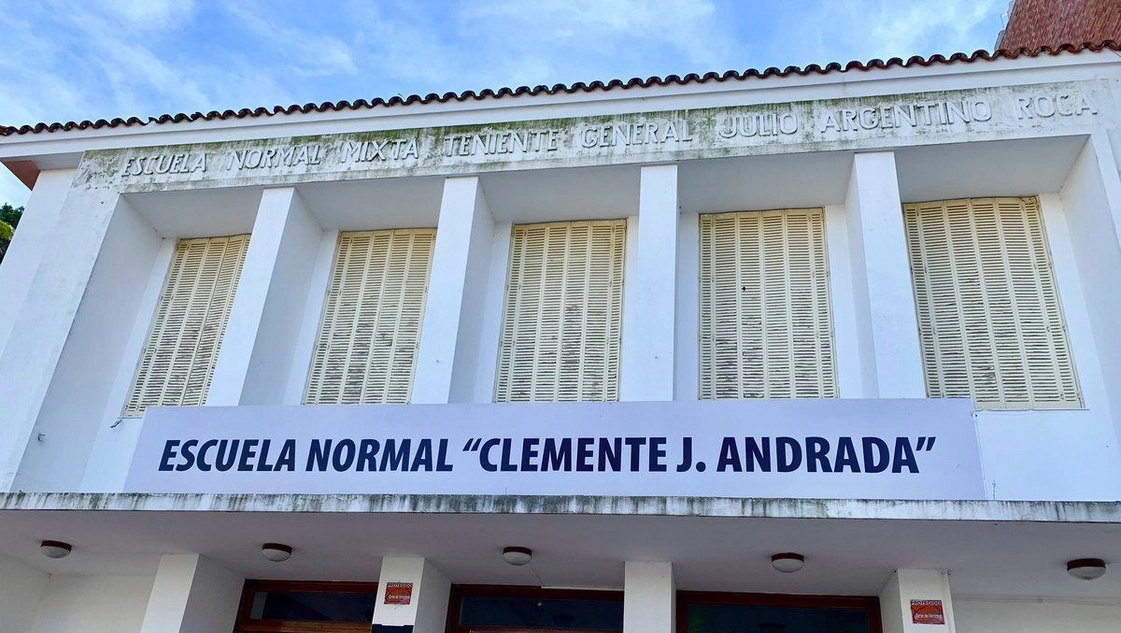 ESCUELA NORMAL MIXTA TENIENTE GENERAL JULIO ARGENTINO ROCA
ESCUELA NORMAL “CLEMENTE J. ANDRADA”